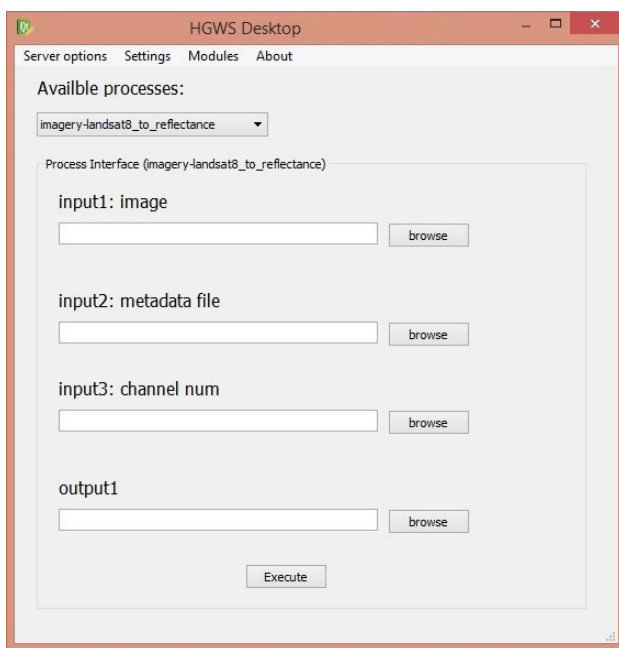 HGWS Desktop
Server options Settings Modules About
Availble processes:
imagery-landsat8_to_reflectance
Process Interface (imagery-landsat8_to_reflectance)
input1: image
browse
input2: metadata file
browse
input3: channel num
browse
output1
browse
Execute